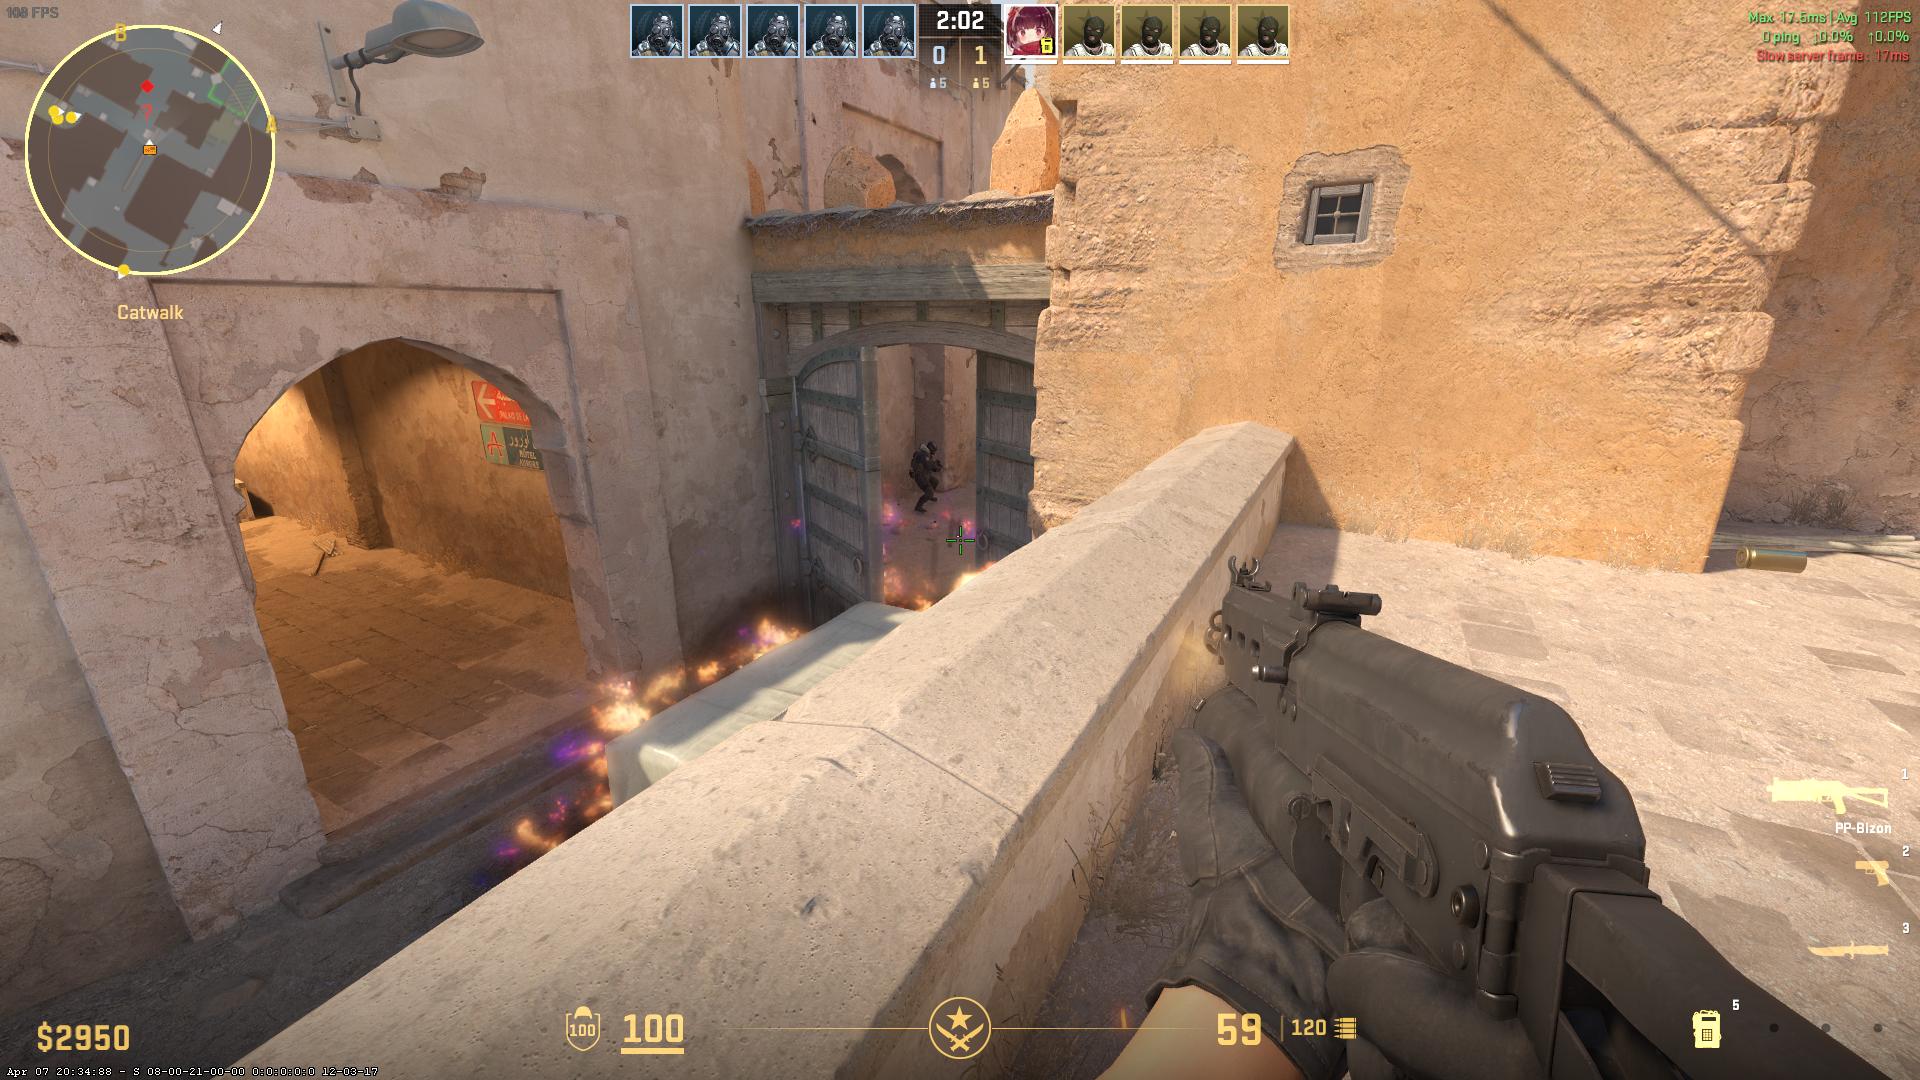 108 FPS
B
A
?
Catwalk
2:02
0 1
5 5
Max 17.5ms | Avg 112FPS
0 ping ↓0.0% ↑0.0%
Slow server frame: 17ms
HOTEL
1
PP-Bizon
2
3
5
$2950
100 100
59 | 120
Apr 07 20:34:88 - S 08-00-21-00-00 0:0:0:0:0 12-03-17